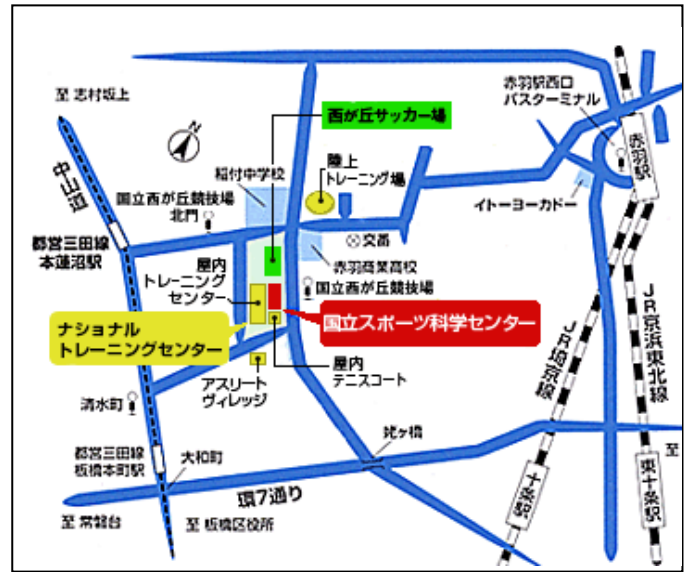 至 志村坂上
中山道
N
西が丘サッカー場
赤羽駅西口
バスターミナル
赤羽駅
稲付中学校
陸上
トレーニング場
国立西が丘競技場
北門
イトーヨーカドー
都営三田線
本蓮沼駅
交番
赤羽商業高校
屋内
トレーニング
センター
国立西が丘競技場
ナショナル
トレーニングセンター
国立スポーツ科学センター
JR埼京線
JR京浜東北線
屋内
テニスコート
アスリート
ヴィレッジ
清水町
姥ヶ橋
都営三田線
板橋本町駅
大和町
環7通り
至
十条駅
東十条駅
至 常盤台
至 板橋区役所